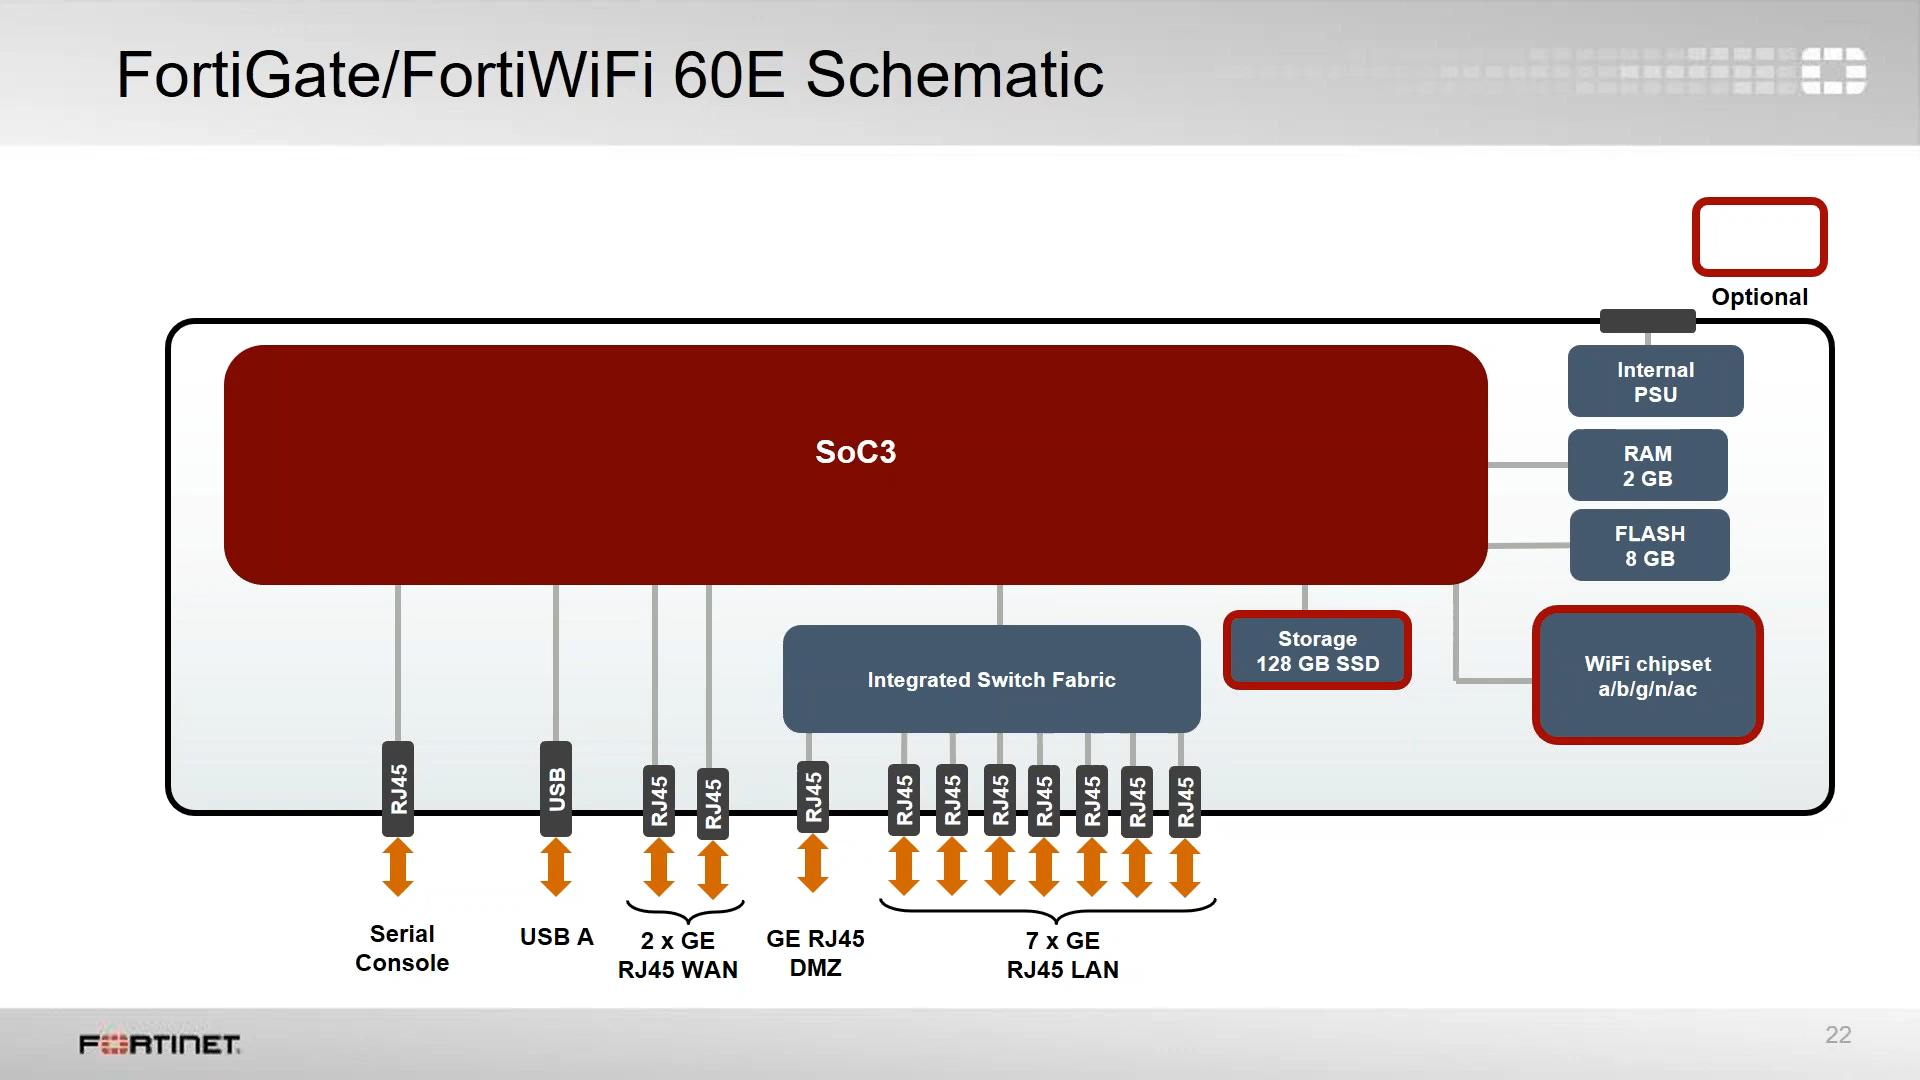 FortiGate/FortiWiFi 60E Schematic
Optional
Internal
PSU
SoC3
RAM
2 GB
FLASH
8 GB
Storage
128 GB SSD
WiFi chipset
a/b/g/n/ac
Integrated Switch Fabric
RJ45
USB
RJ45
RJ45
RJ45
RJ45
RJ45
RJ45
RJ45
RJ45
RJ45
RJ45
Serial
Console
USB A
2 x GE
RJ45 WAN
GE RJ45
DMZ
7 x GE
RJ45 LAN
FORTINET
22